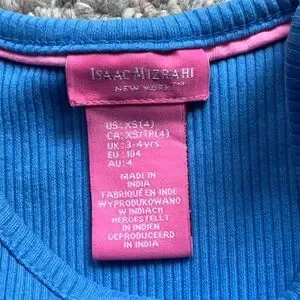 ISAAC MIZRAHI
NEW YORK™
US: XS(4)
CA: XS/TP(4)
UK: 3-4yrs
EU: 104
AU: 4
MADE IN
INDIA
FABRIQUÉ EN INDE
WYPRODUKOWANO
W INDIACH
HERGESTELLT
IN INDIEN
GEPRODUCEERD
IN INDIA